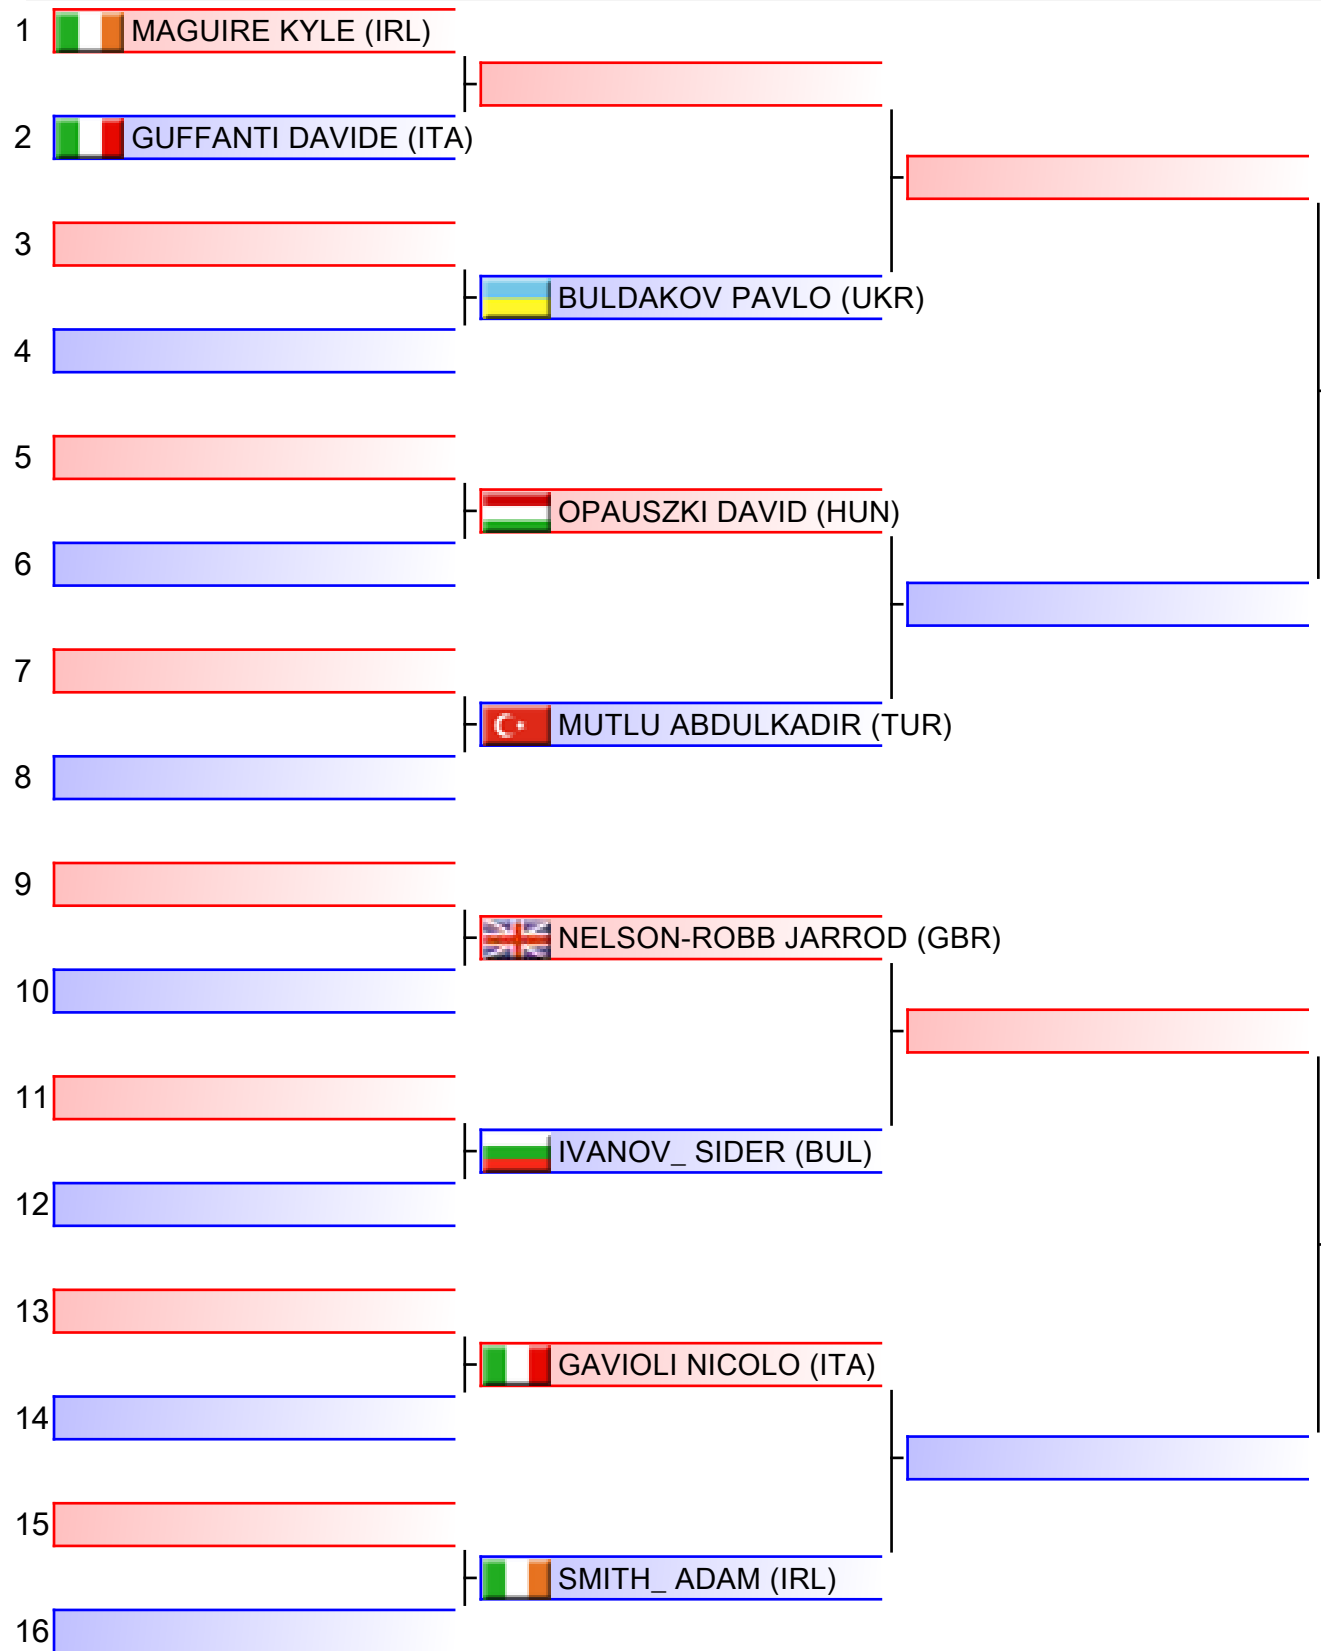 1 MAGUIRE KYLE (IRL)
2 GUFFANTI DAVIDE (ITA)
3
BULDAKOV PAVLO (UKR)
4
5
OPAUSZKI DAVID (HUN)
6
7
MUTLU ABDULKADIR (TUR)
8
9
NELSON-ROBB JARROD (GBR)
10
11
IVANOV_ SIDER (BUL)
12
13
GAVIOLI NICOLO (ITA)
14
15
SMITH_ ADAM (IRL)
16